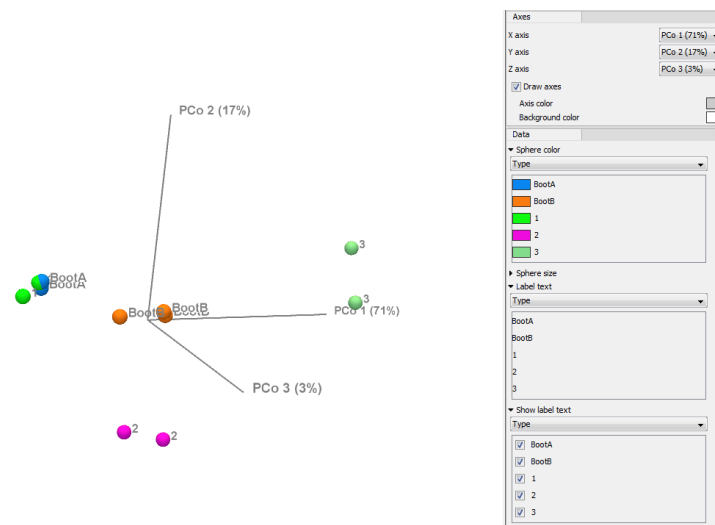 PCo 2 (17%)
3
BootA
BootA
1
3
BootB
BootB
BootB
PCo 1 (71%)
PCo 3 (3%)
2
2
Axes
X axis PCo 1 (71%)
Y axis PCo 2 (17%)
Z axis PCo 3 (3%)
Draw axes
Axis color
Background color
Data
Sphere color
Type
BootA
BootB
1
2
3
Sphere size
Label text
Type
BootA
BootB
1
2
3
Show label text
Type
BootA
BootB
1
2
3